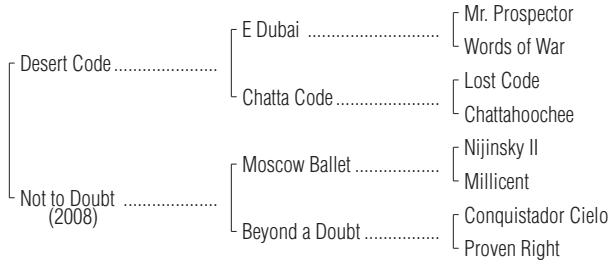 Mr. Prospector
E Dubai ..............................
Words of War
Desert Code .....................
Lost Code
Chatta Code .....................
Chattahoochee
Nijinsky II
Moscow Ballet .................
Millicent
Not to Doubt ...................
(2008)
Conquistador Cielo
Beyond a Doubt ...............
Proven Right